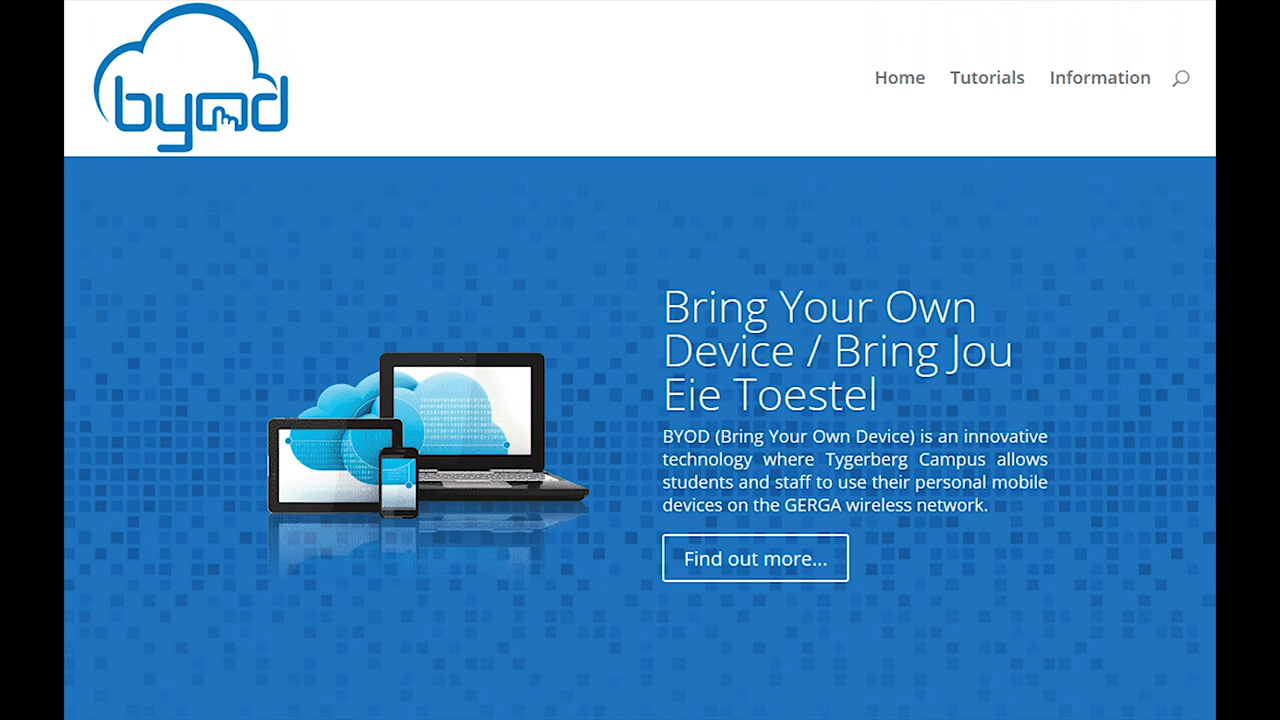 byod
Home Tutorials Information
Bring Your Own
Device / Bring Jou
Eie Toestel
BYOD (Bring Your Own Device) is an innovative
technology where Tygerberg Campus allows
students and staff to use their personal mobile
devices on the GERGA wireless network.
Find out more...